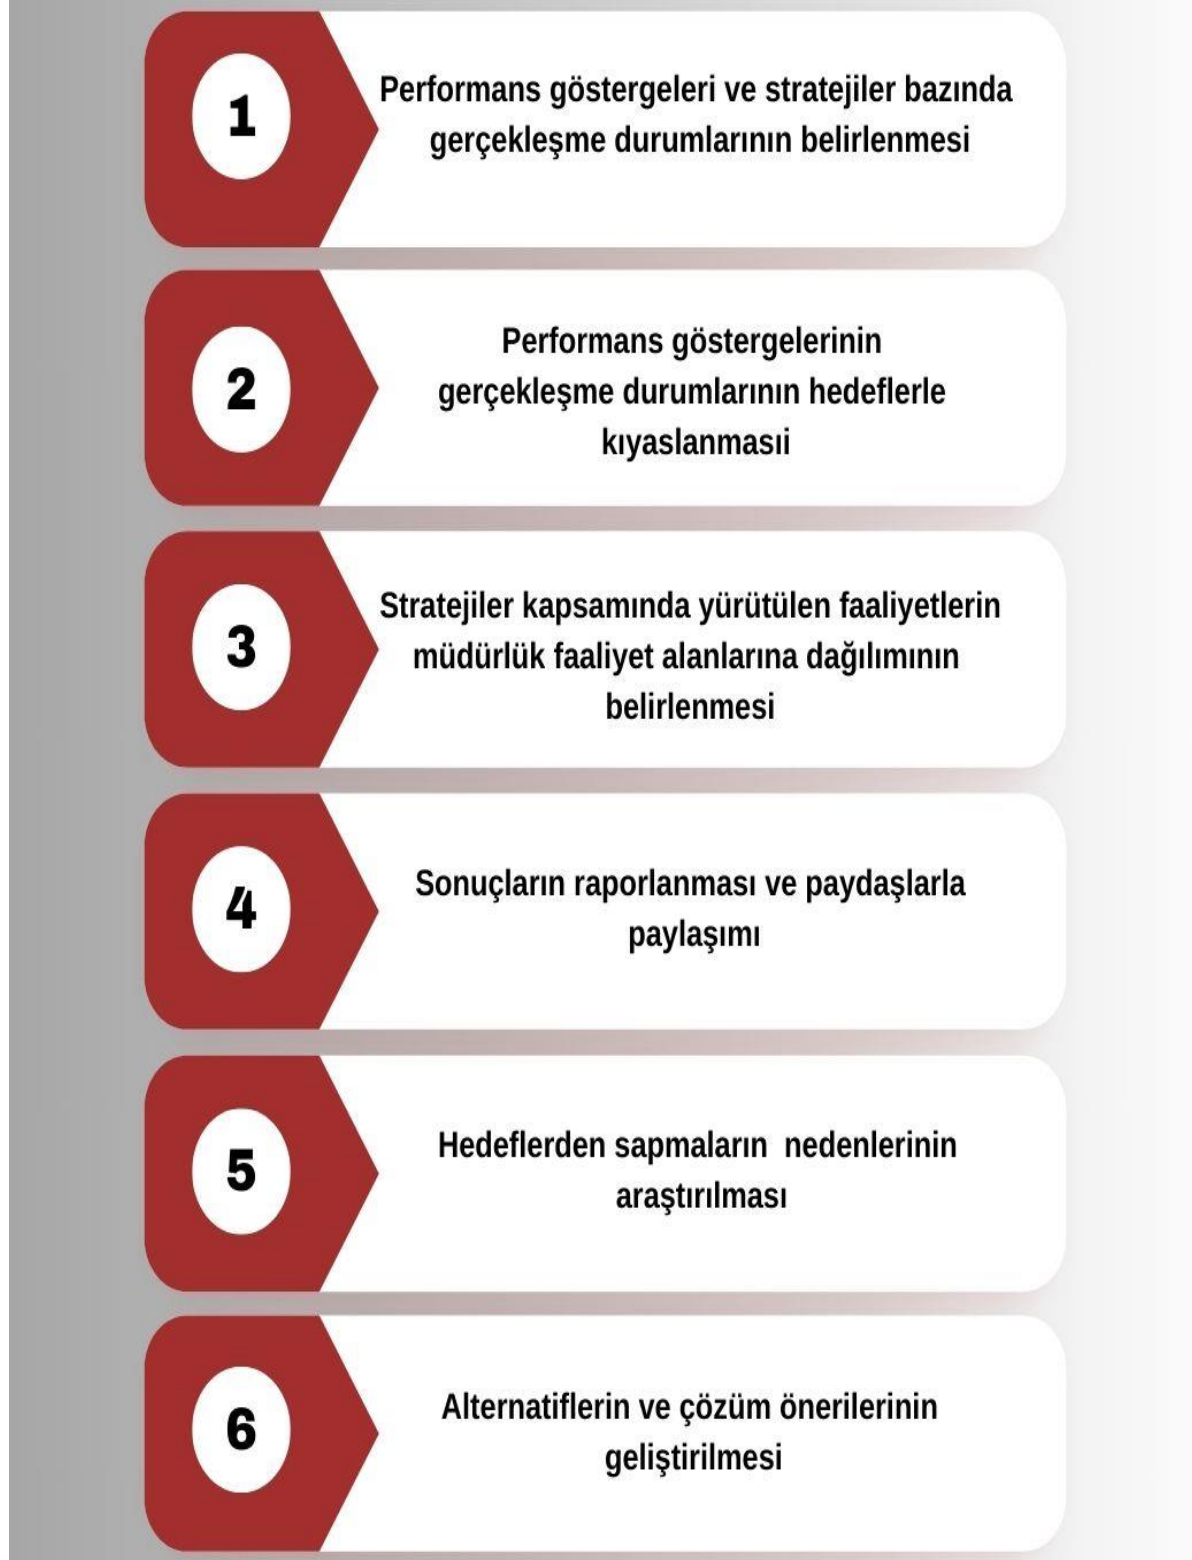 1
Performans göstergeleri ve stratejiler bazında
gerçekleşme durumlarının belirlenmesi
2
Performans göstergelerinin
gerçekleşme durumlarının hedeflerle
kıyaslanmasıi
3
Stratejiler kapsamında yürütülen faaliyetlerin
müdürlük faaliyet alanlarına dağılımının
belirlenmesi
4
Sonuçların raporlanması ve paydaşlarla
paylaşımı
5
Hedeflerden sapmaların  nedenlerinin
araştırılması
6
Alternatiflerin ve çözüm önerilerinin
geliştirilmesi